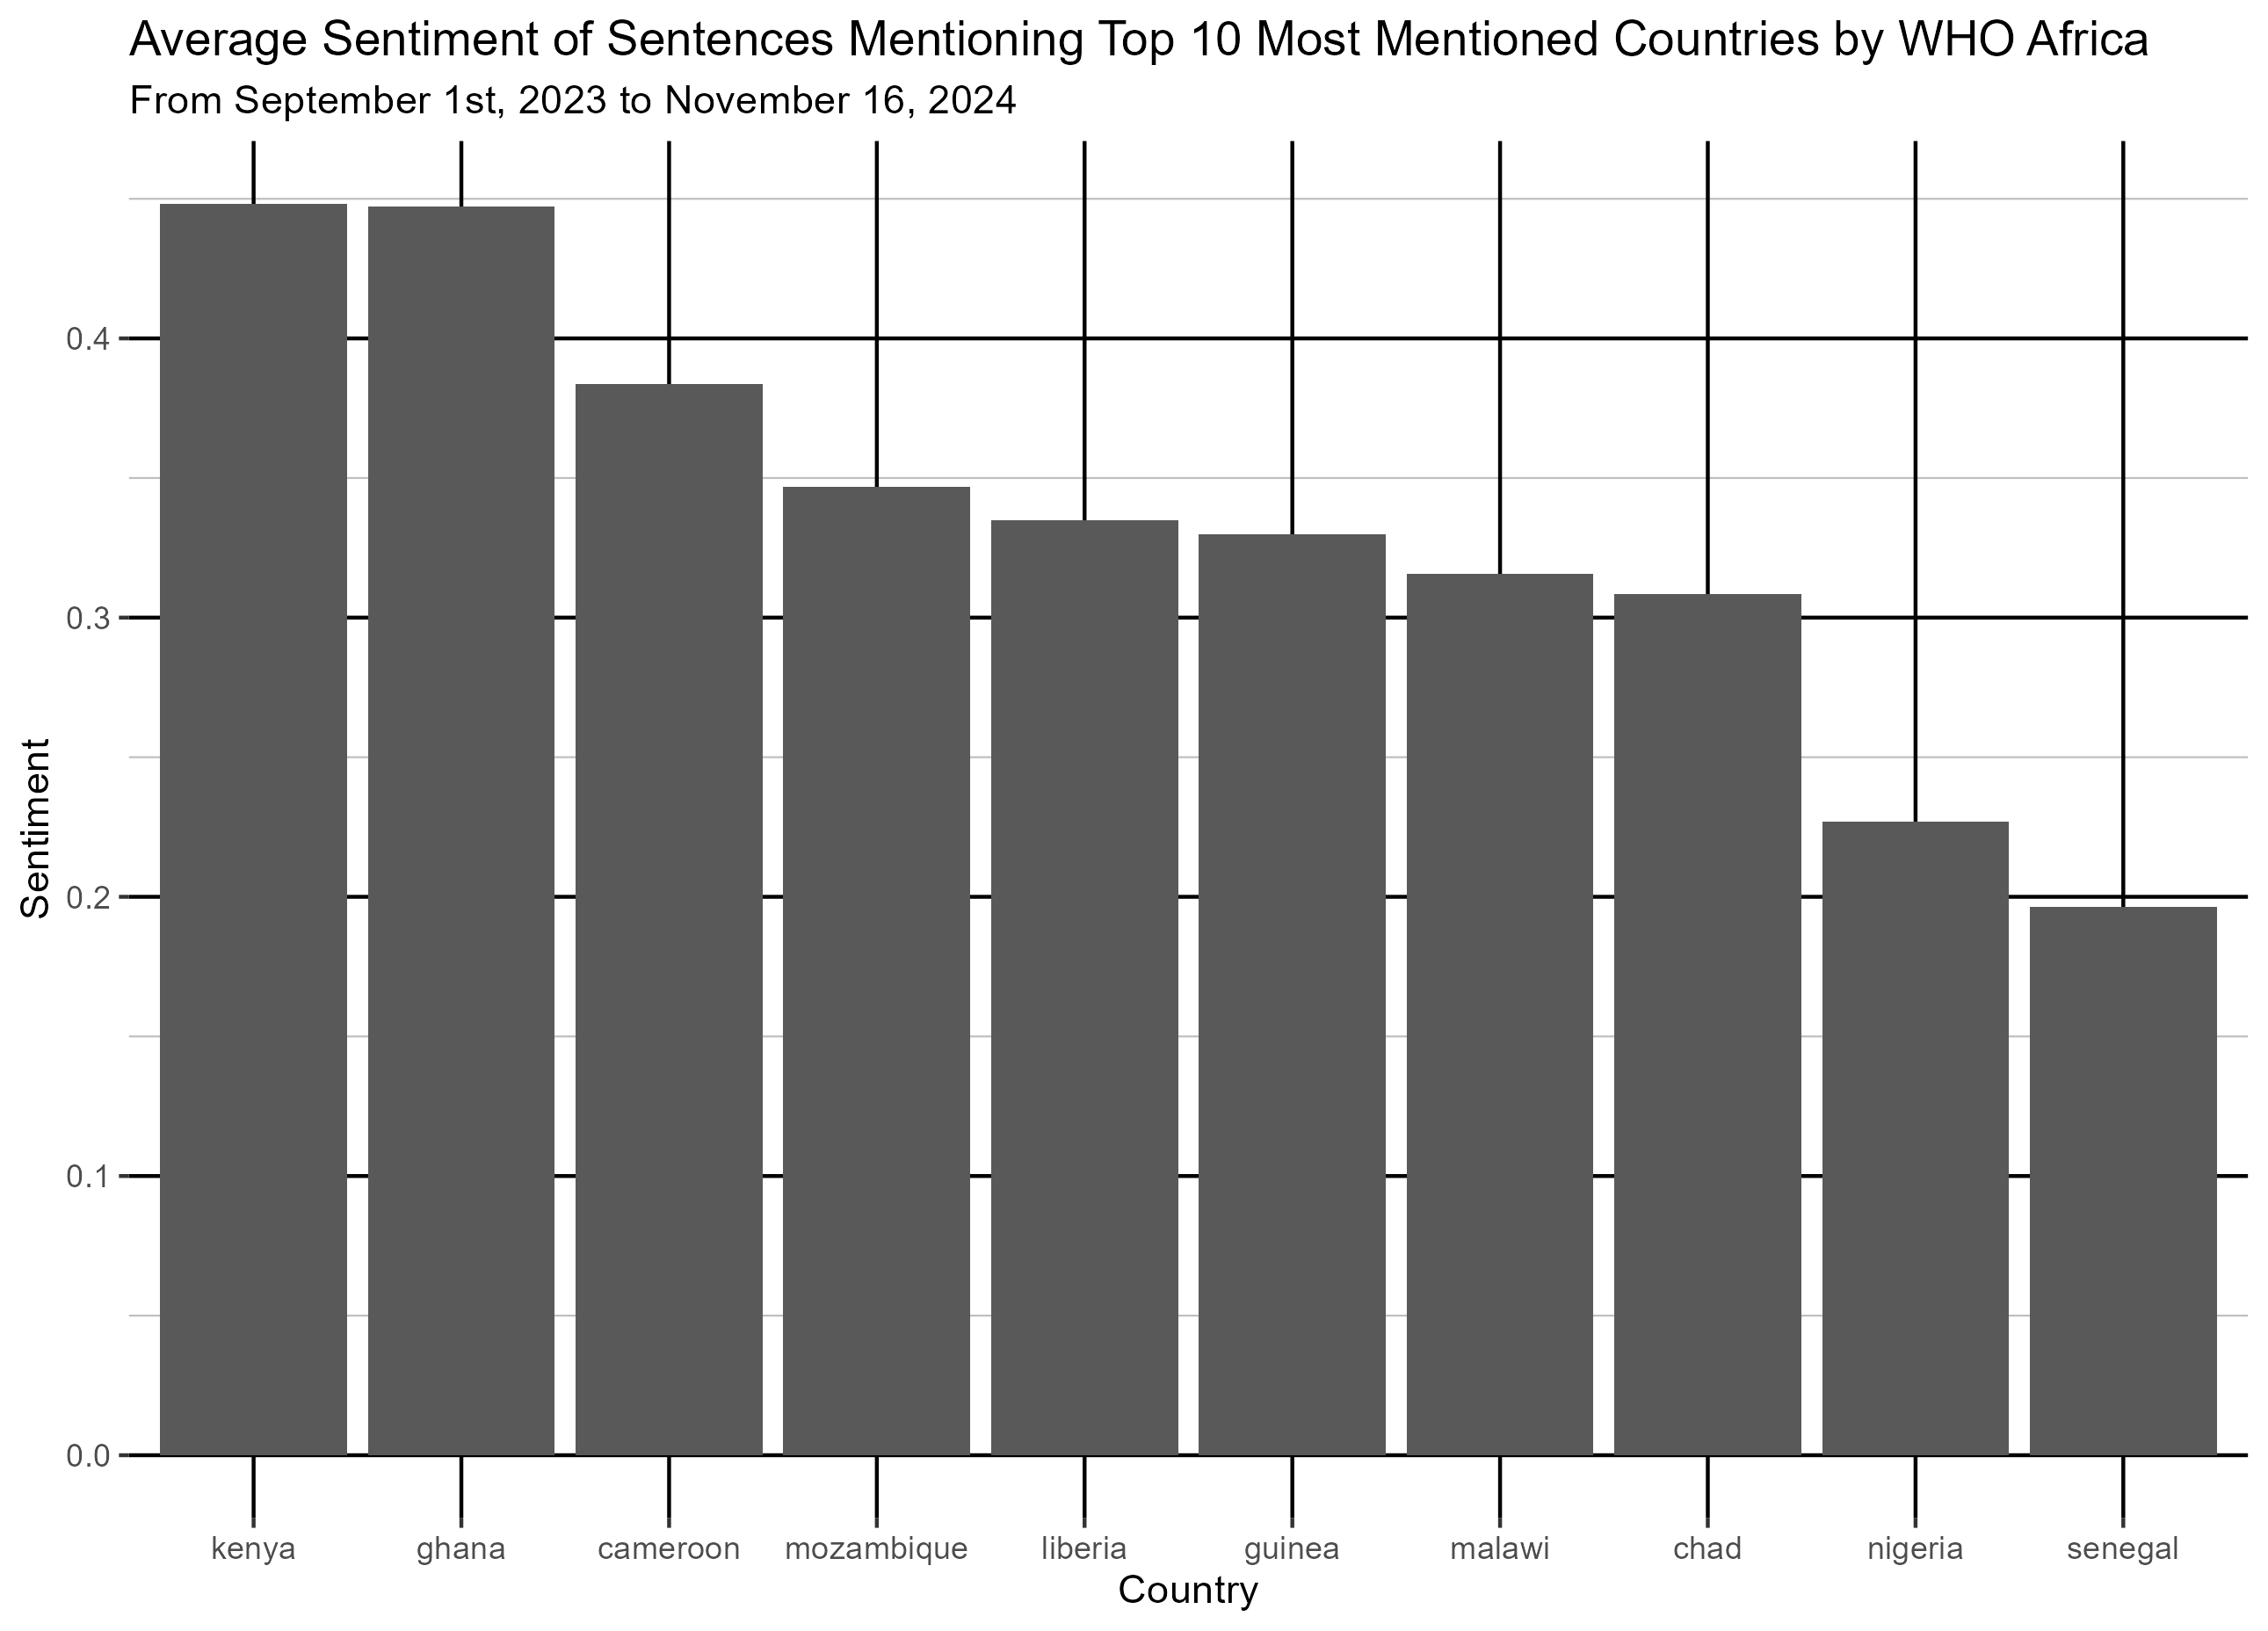 Average Sentiment of Sentences Mentioning Top 10 Most Mentioned Countries by WHO Africa
From September 1st, 2023 to November 16, 2024
Sentiment
0.4
0.3
0.2
0.1
0.0
kenya ghana cameroon mozambique liberia guinea malawi chad nigeria senegal
Country